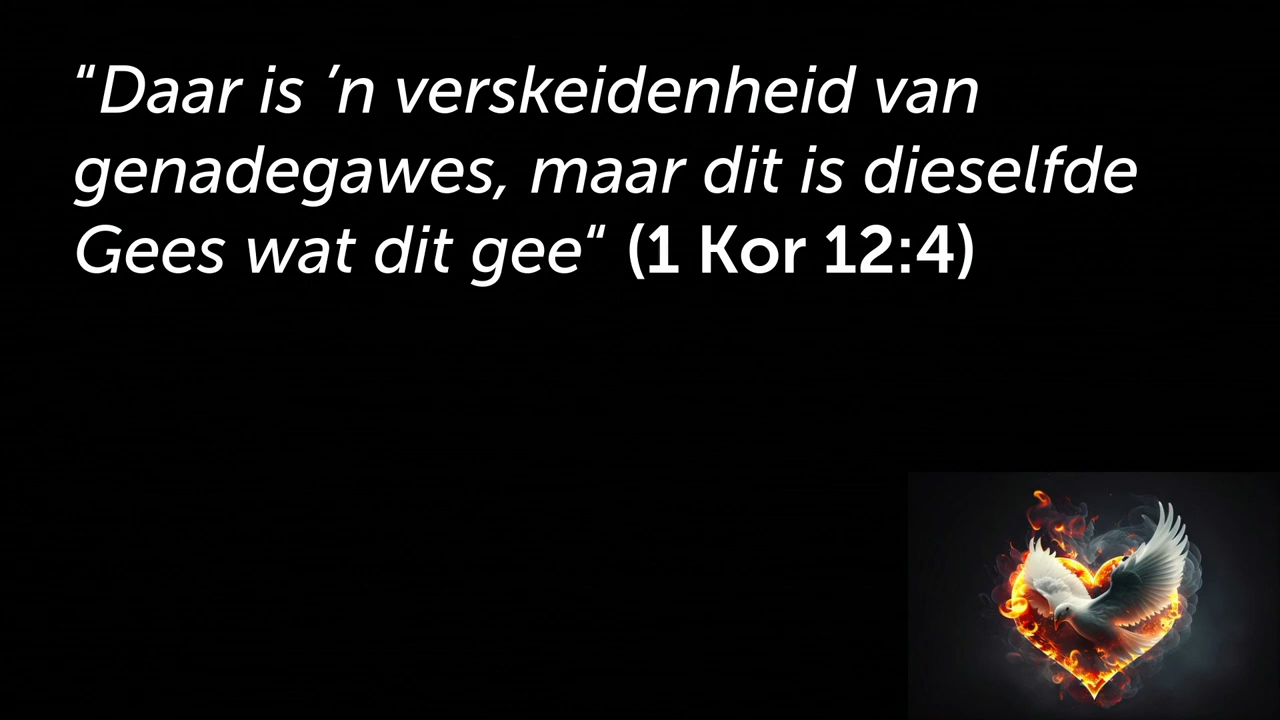 “Daar is ’n verskeidenheid van
genadegawes, maar dit is dieselfde
Gees wat dit gee“ (1 Kor 12:4)